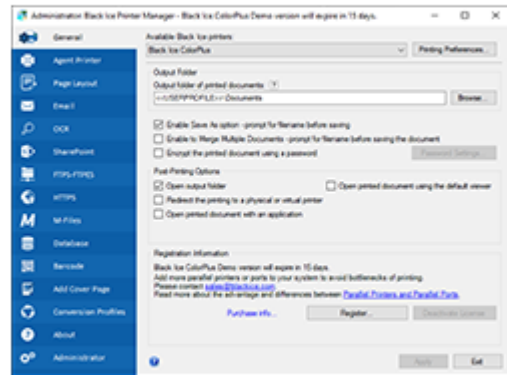 Administrator Black Ice Printer Manager - Black Ice ColorPlus Demo version will expire in 15 days.
General
Agent Printer
Page Layout
Email
OCR
SharePoint
FTPS-FTPES
HTTPS
M-Files
Database
Barcode
Add Cover Page
Conversion Profiles
About
Administrator
Available Black Ice printers:
Black Ice ColorPlus
Printing Preferences...
Output Folder
Output folder of printed documents ?
<<USERPROFILE>>\Documents
Browse...
Enable Save As option - prompt for filename before saving
Enable to Merge Multiple Documents - prompt for filename before saving the document
Encrypt the printed document using a password
Password Settings...
Post-Printing Options
Open output folder
Open printed document using the default viewer
Redirect the printing to a physical or virtual printer
Open printed document with an application
Registration Information
Black Ice ColorPlus Demo version will expire in 15 days.
Add more parallel printers or ports to your system to avoid bottlenecks of printing.
Please contact sales@blackice.com
Read more about the advantage and differences between Parallel Printers and Parallel Ports.
Purchase info...
Register...
Deactivate License
Apply
Exit